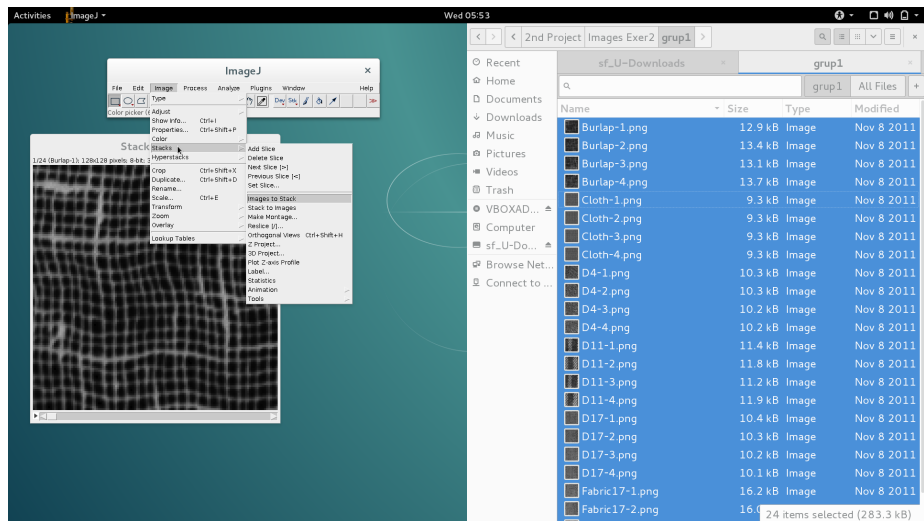 Activities ImageJ Wed 05:53
ImageJ
File Edit Image Process Analyze Plugins Window Help
Dev Stk
Color picker (
Type
Adjust
Show Info... Ctrl+I
Properties... Ctrl+Shift+P
Color
Stacks
Hyperstacks
Crop Ctrl+Shift+X
Duplicate... Ctrl+Shift+D
Rename...
Scale... Ctrl+E
Transform
Zoom
Overlay
Lookup Tables
Add Slice
Delete Slice
Next Slice [>]
Previous Slice [<]
Set Slice...
Images to Stack
Stack to Images
Make Montage...
Reslice [/]...
Orthogonal Views Ctrl+Shift+H
Z Project...
3D Project...
Plot Z-axis Profile
Label...
Statistics
Animation
Tools
Stack
1/24 (Burlap-1); 128x128 pixels; 8-bit;
2nd Project Images Exer2 grup1
Recent
Home
Documents
Downloads
Music
Pictures
Videos
Trash
VBOXAD...
Computer
sf_U-Do...
Browse Net...
Connect to ...
sf_U-Downloads grup1
grup1 All Files +
Name Size Type Modified
Burlap-1.png 12.9 kB Image Nov 8 2011
Burlap-2.png 13.4 kB Image Nov 8 2011
Burlap-3.png 13.1 kB Image Nov 8 2011
Burlap-4.png 13.7 kB Image Nov 8 2011
Cloth-1.png 9.3 kB Image Nov 8 2011
Cloth-2.png 9.3 kB Image Nov 8 2011
Cloth-3.png 9.3 kB Image Nov 8 2011
Cloth-4.png 9.3 kB Image Nov 8 2011
D4-1.png 10.3 kB Image Nov 8 2011
D4-2.png 10.3 kB Image Nov 8 2011
D4-3.png 10.2 kB Image Nov 8 2011
D4-4.png 10.2 kB Image Nov 8 2011
D11-1.png 11.4 kB Image Nov 8 2011
D11-2.png 11.8 kB Image Nov 8 2011
D11-3.png 11.2 kB Image Nov 8 2011
D11-4.png 11.9 kB Image Nov 8 2011
D17-1.png 10.4 kB Image Nov 8 2011
D17-2.png 10.3 kB Image Nov 8 2011
D17-3.png 10.2 kB Image Nov 8 2011
D17-4.png 10.1 kB Image Nov 8 2011
Fabric17-1.png 16.2 kB Image Nov 8 2011
Fabric17-2.png 16.
24 items selected (283.3 kB)